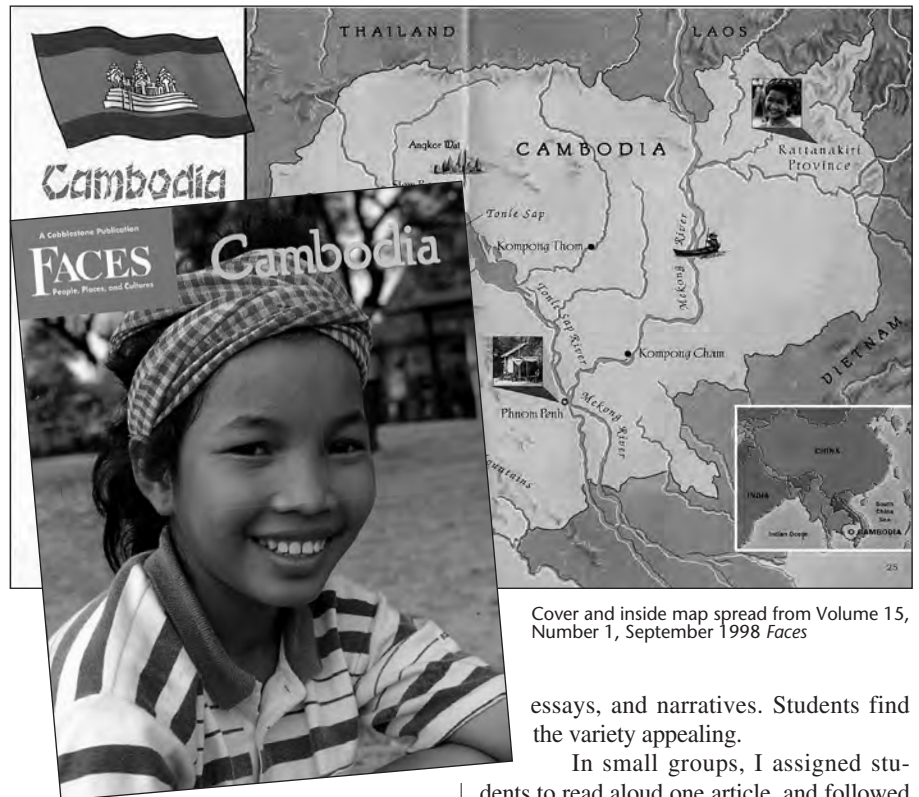 THAILAND
LAOS
Cambodia
Angkor Wat
CAMBODIA
Rattanakiri
Province
A Cobblestone Publication
FACES
People, Places, and Cultures
Cambodia
Tonle Sap
Kompong Thom
Mekong River
Tonle Sap River
Kompong Cham
VIETNAM
Phnom Penh
Mekong River
ountains
CHINA
INDIA
South
China
Sea
Indian Ocean
CAMBODIA
25
Cover and inside map spread from Volume 15,
Number 1, September 1998 Faces
essays, and narratives. Students find
the variety appealing.
In small groups, I assigned stu-
dents to read aloud one article, and followed